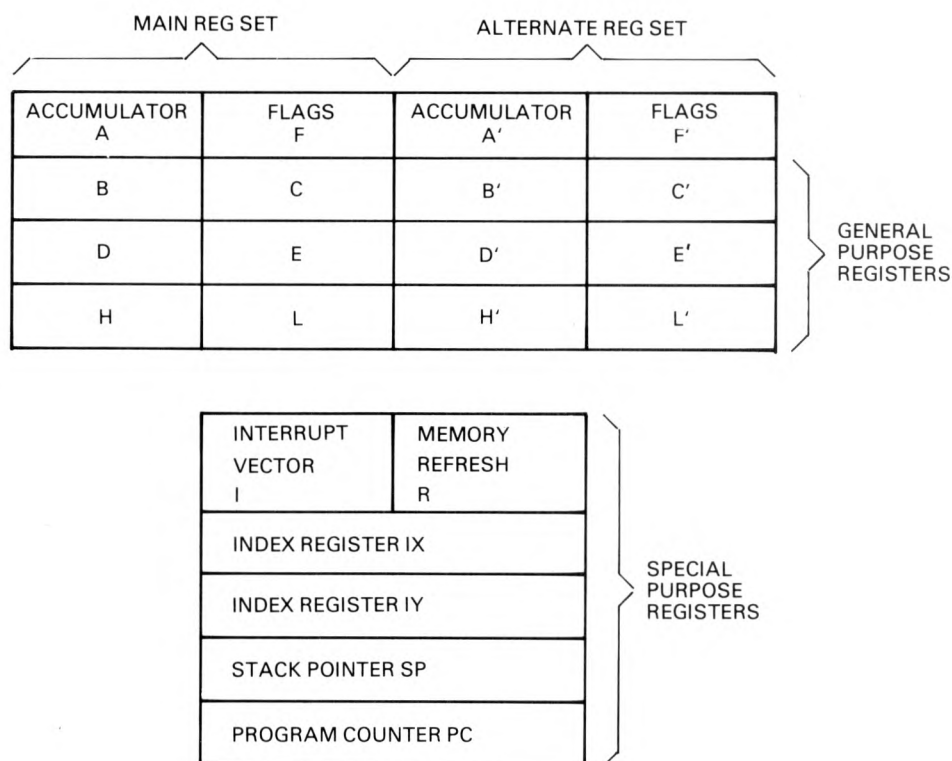 MAIN REG SET
ALTERNATE REG SET
ACCUMULATOR
A
FLAGS
F
ACCUMULATOR
A'
FLAGS
F'
B
C
B'
C'
D
E
D'
E'
H
L
H'
L'
GENERAL
PURPOSE
REGISTERS
INTERRUPT
VECTOR
I
MEMORY
REFRESH
R
INDEX REGISTER IX
INDEX REGISTER IY
STACK POINTER SP
PROGRAM COUNTER PC
SPECIAL
PURPOSE
REGISTERS